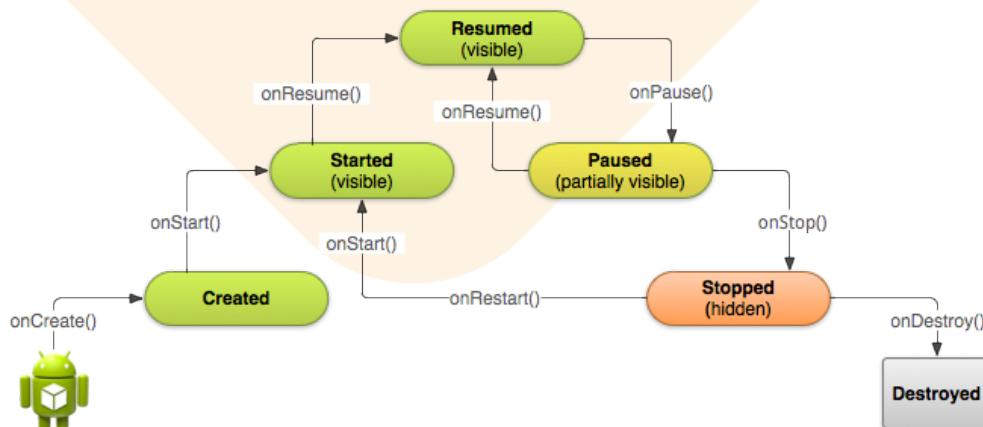 Resumed
(visible)
onResume()
onResume()
onPause()
Started
(visible)
Paused
(partially visible)
onStart()
onStart()
onStop()
Created
onRestart()
Stopped
(hidden)
onCreate()
onDestroy()
Destroyed